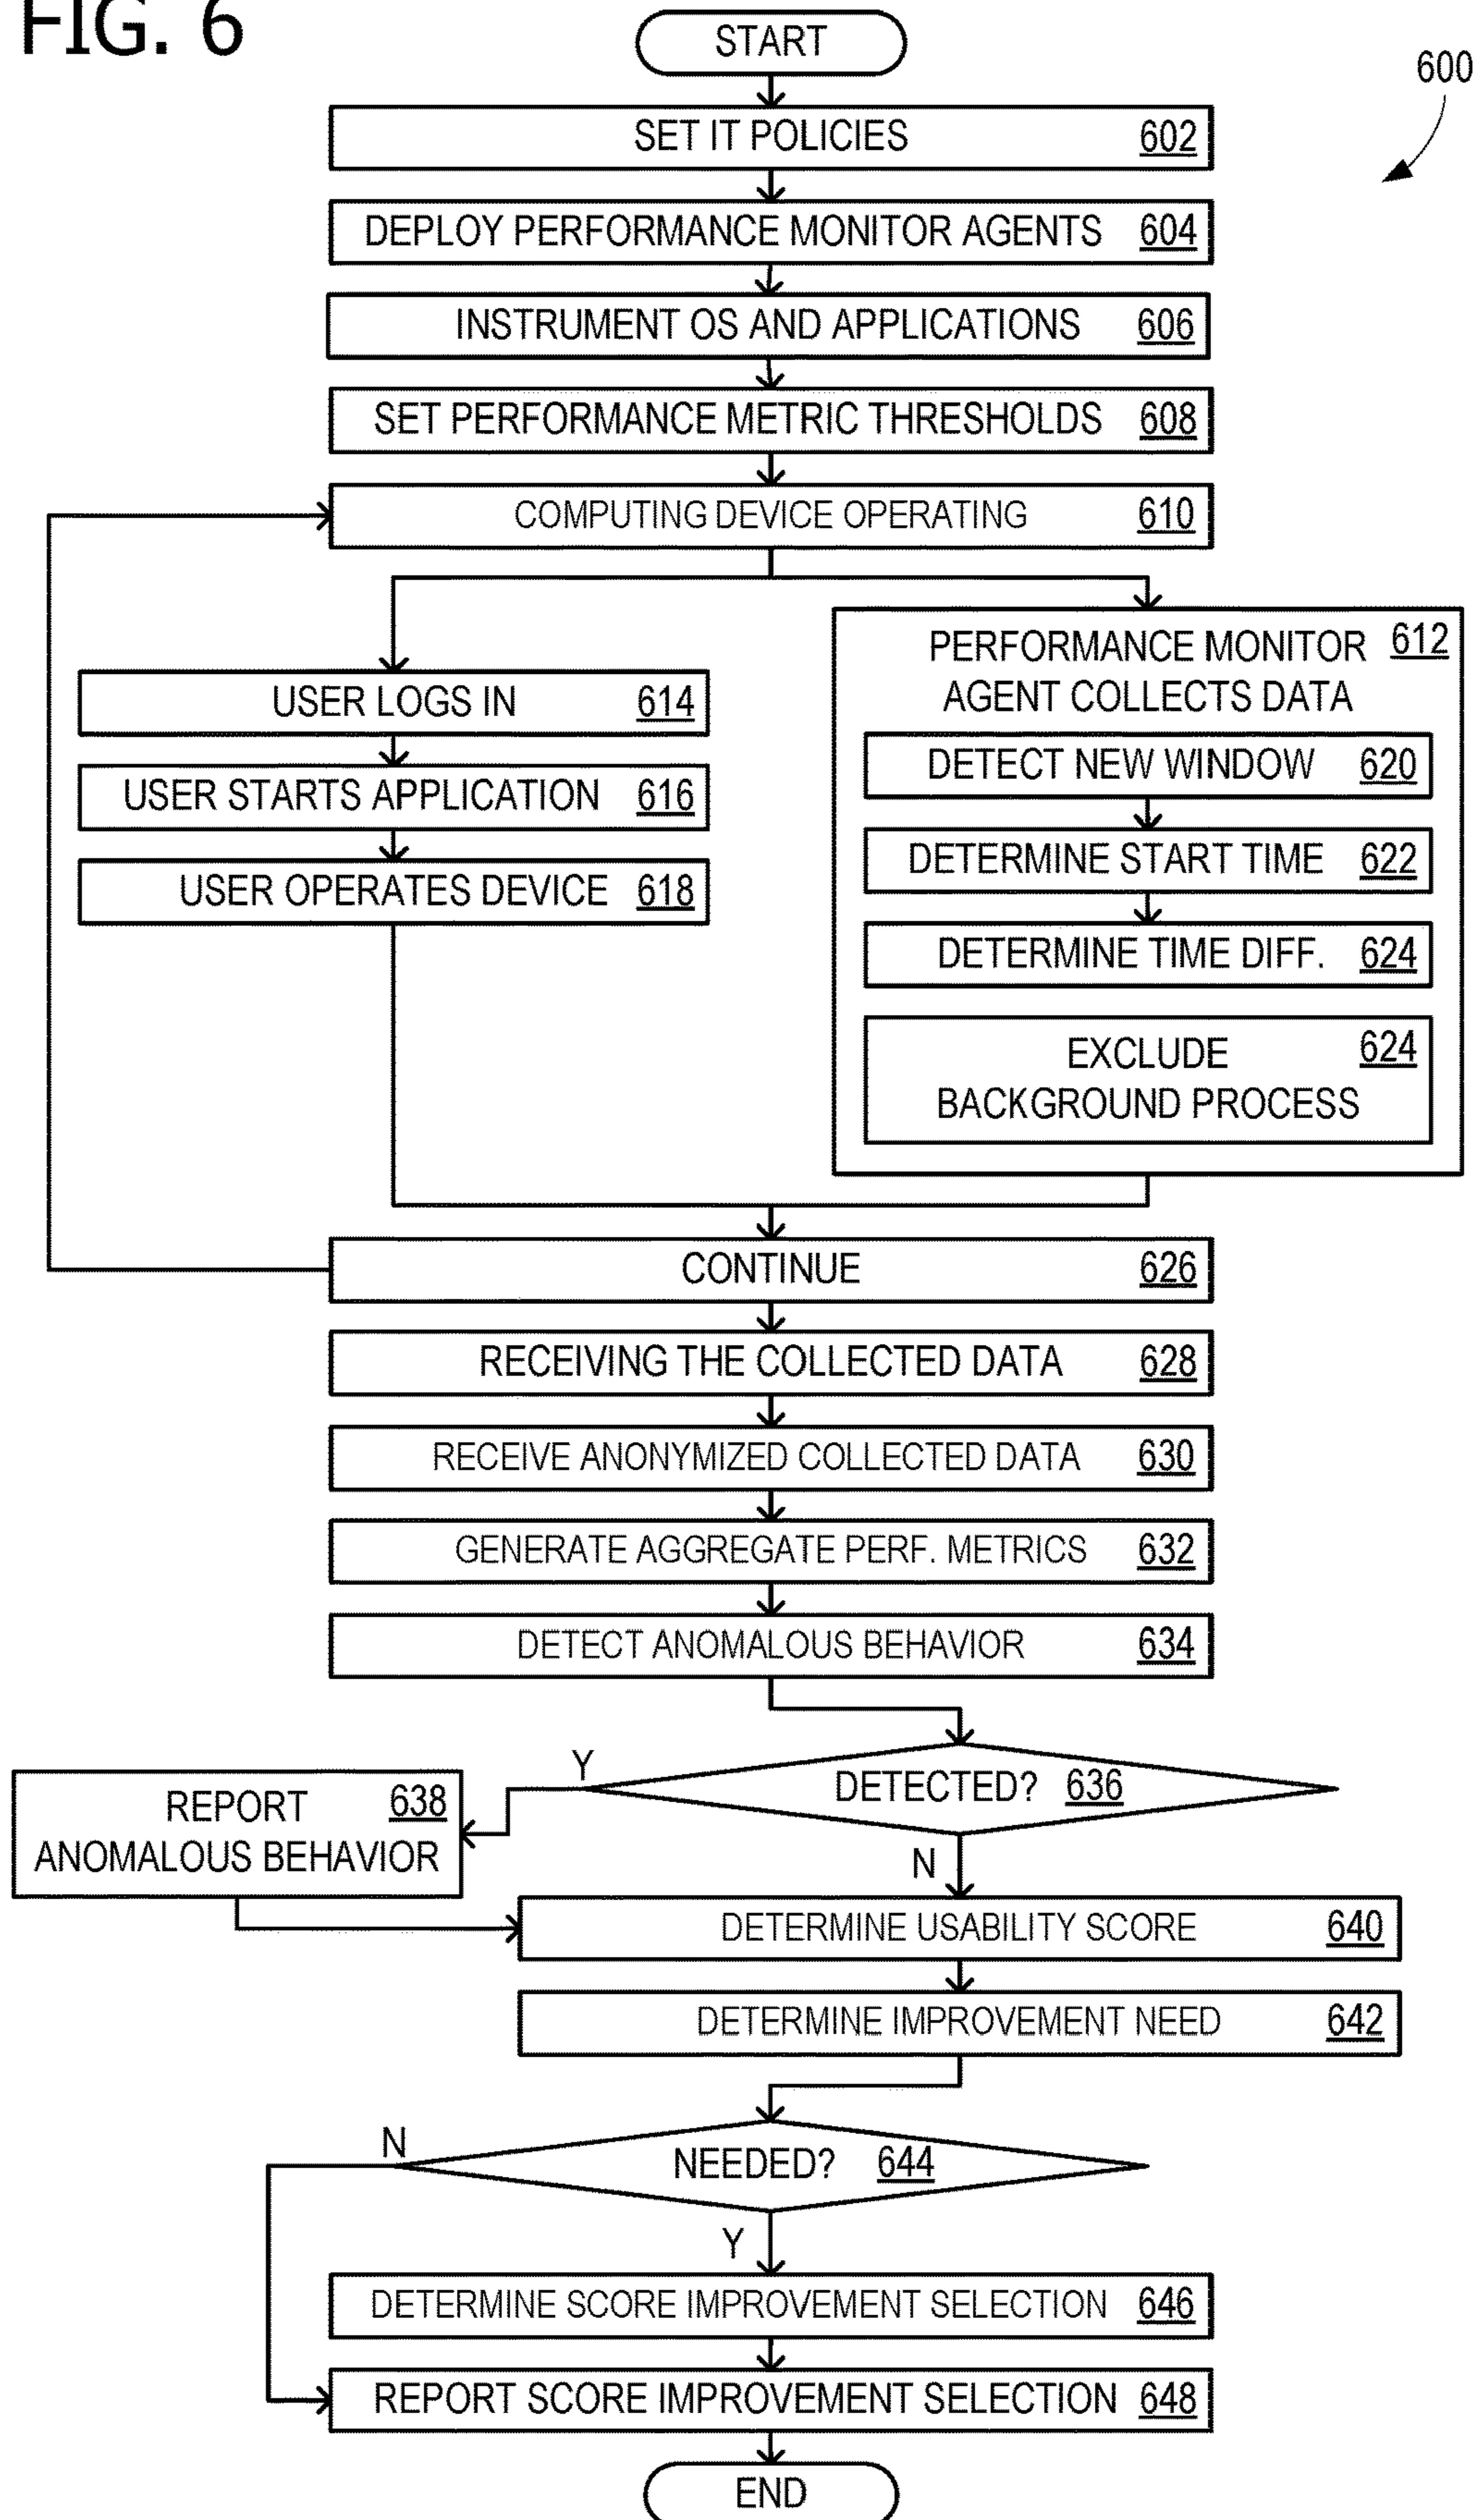 FIG. 6
START
600
SET IT POLICIES 602
DEPLOY PERFORMANCE MONITOR AGENTS 604
INSTRUMENT OS AND APPLICATIONS 606
SET PERFORMANCE METRIC THRESHOLDS 608
COMPUTING DEVICE OPERATING 610
USER LOGS IN 614
USER STARTS APPLICATION 616
USER OPERATES DEVICE 618
PERFORMANCE MONITOR 612
AGENT COLLECTS DATA
DETECT NEW WINDOW 620
DETERMINE START TIME 622
DETERMINE TIME DIFF. 624
EXCLUDE 624
BACKGROUND PROCESS
CONTINUE 626
RECEIVING THE COLLECTED DATA 628
RECEIVE ANONYMIZED COLLECTED DATA 630
GENERATE AGGREGATE PERF. METRICS 632
DETECT ANOMALOUS BEHAVIOR 634
DETECTED? 636
Y
N
REPORT 638
ANOMALOUS BEHAVIOR
DETERMINE USABILITY SCORE 640
DETERMINE IMPROVEMENT NEED 642
NEEDED? 644
N
Y
DETERMINE SCORE IMPROVEMENT SELECTION 646
REPORT SCORE IMPROVEMENT SELECTION 648
END